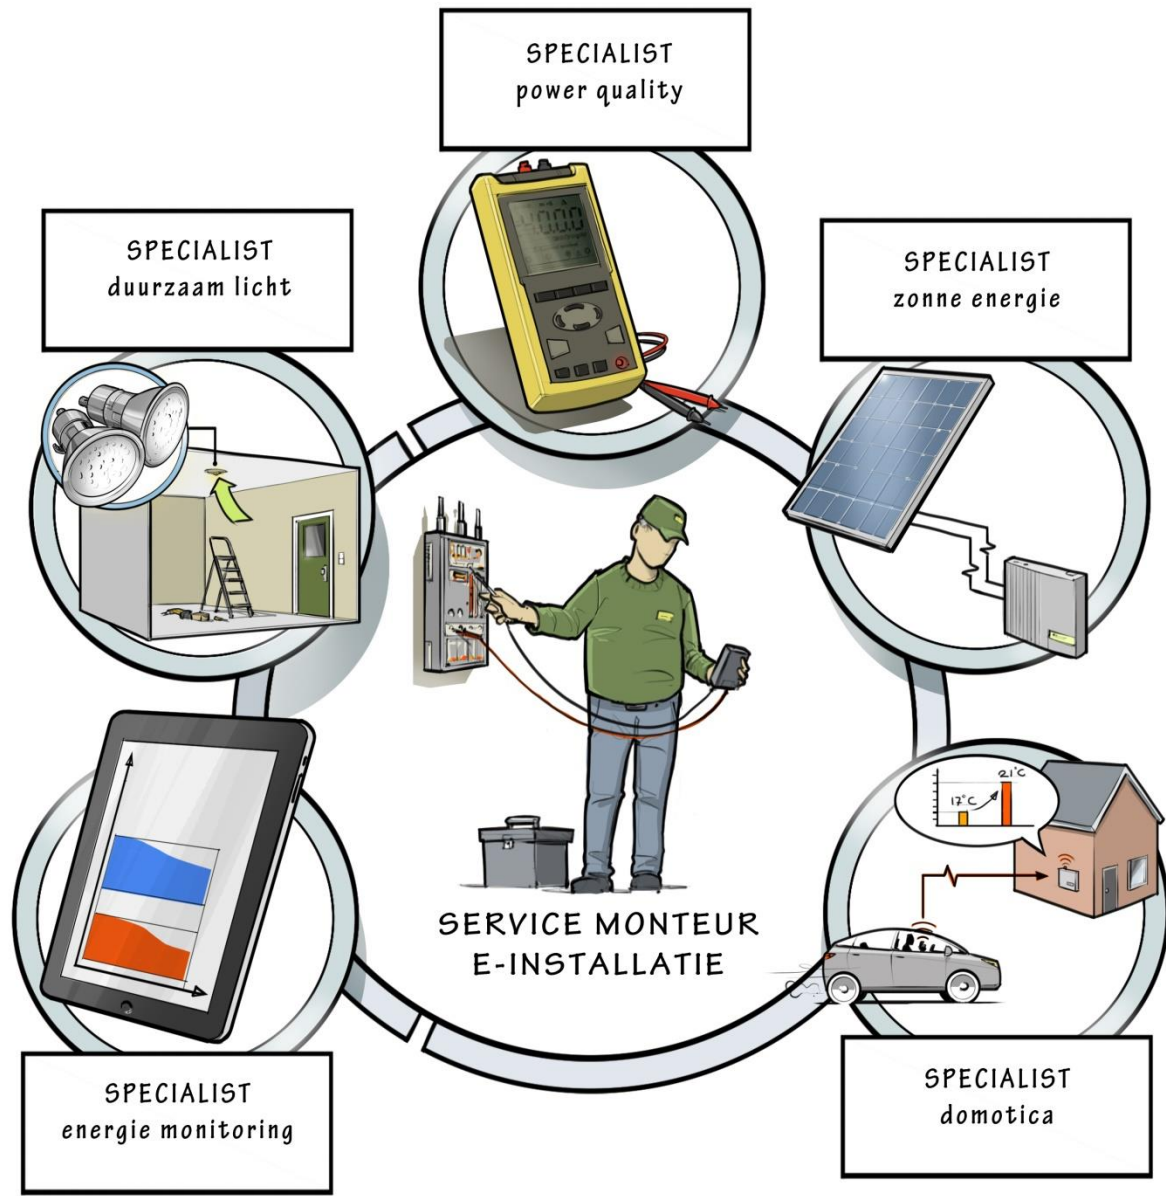 SPECIALIST
power quality
SPECIALIST
duurzaam licht
SPECIALIST
zonne energie
17°C
21°C
SERVICE MONTEUR
E-INSTALLATIE
SPECIALIST
energie monitoring
SPECIALIST
domotica